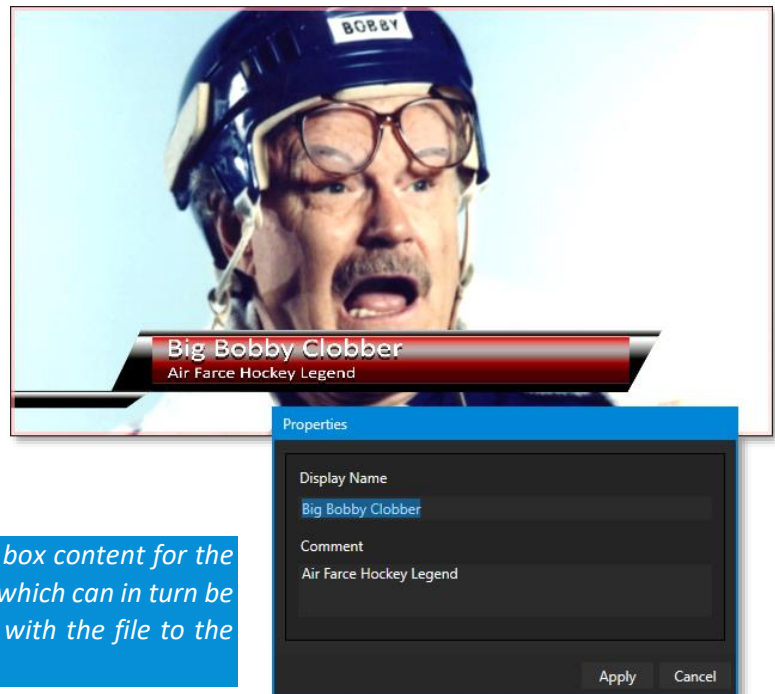 BOBBY
Big Bobby Clobber
Air Farce Hockey Legend
Properties
Display Name
Big Bobby Clobber
Comment
Air Farce Hockey Legend
Apply Cancel
box content for the
which can in turn be
with the file to the